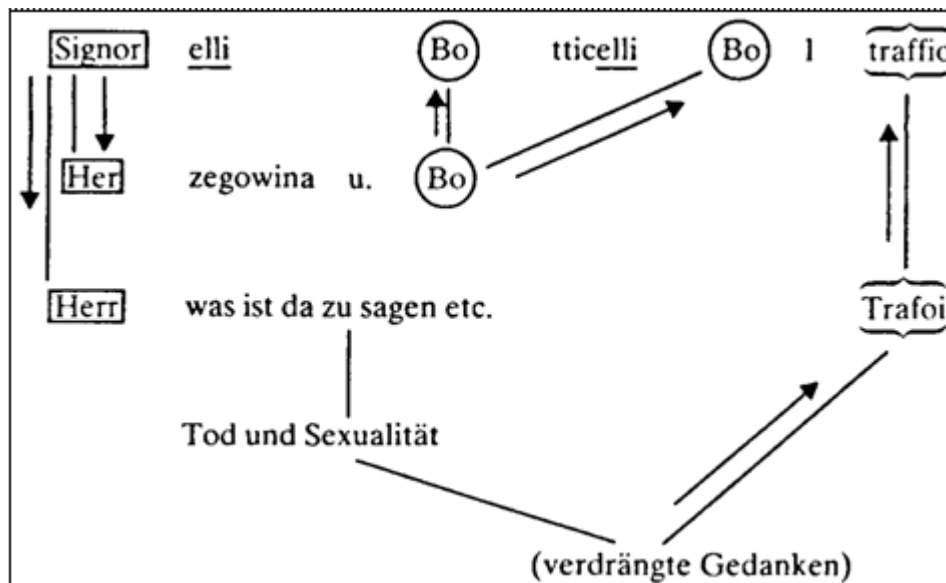 Signor elli Bo tticelli Bo l traffio
Her zegowina u. Bo
Herr was ist da zu sagen etc. Trafoi
Tod und Sexualität
(verdrängte Gedanken)